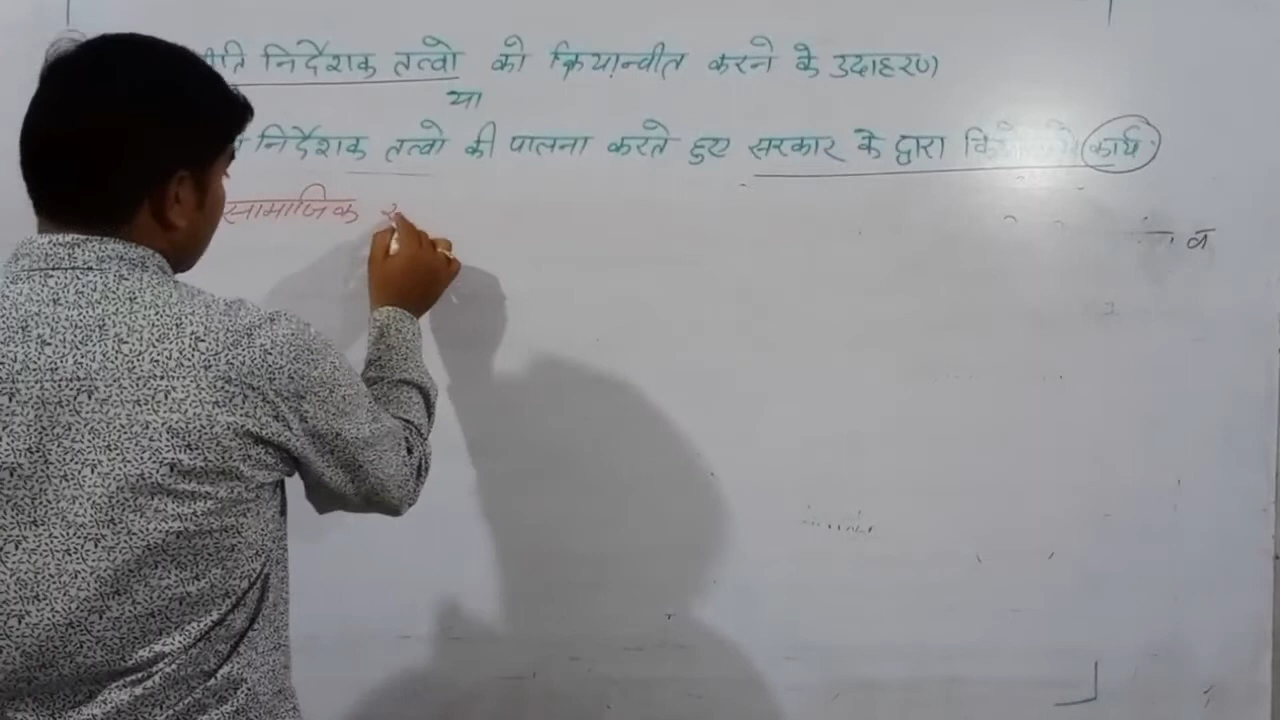 निर्देशक तत्वो को क्रियान्वीत करने के उदाहरण
या
निर्देशक तत्वो की पालना करते हुए सरकार के द्वारा कार्य
सामाजिक
व